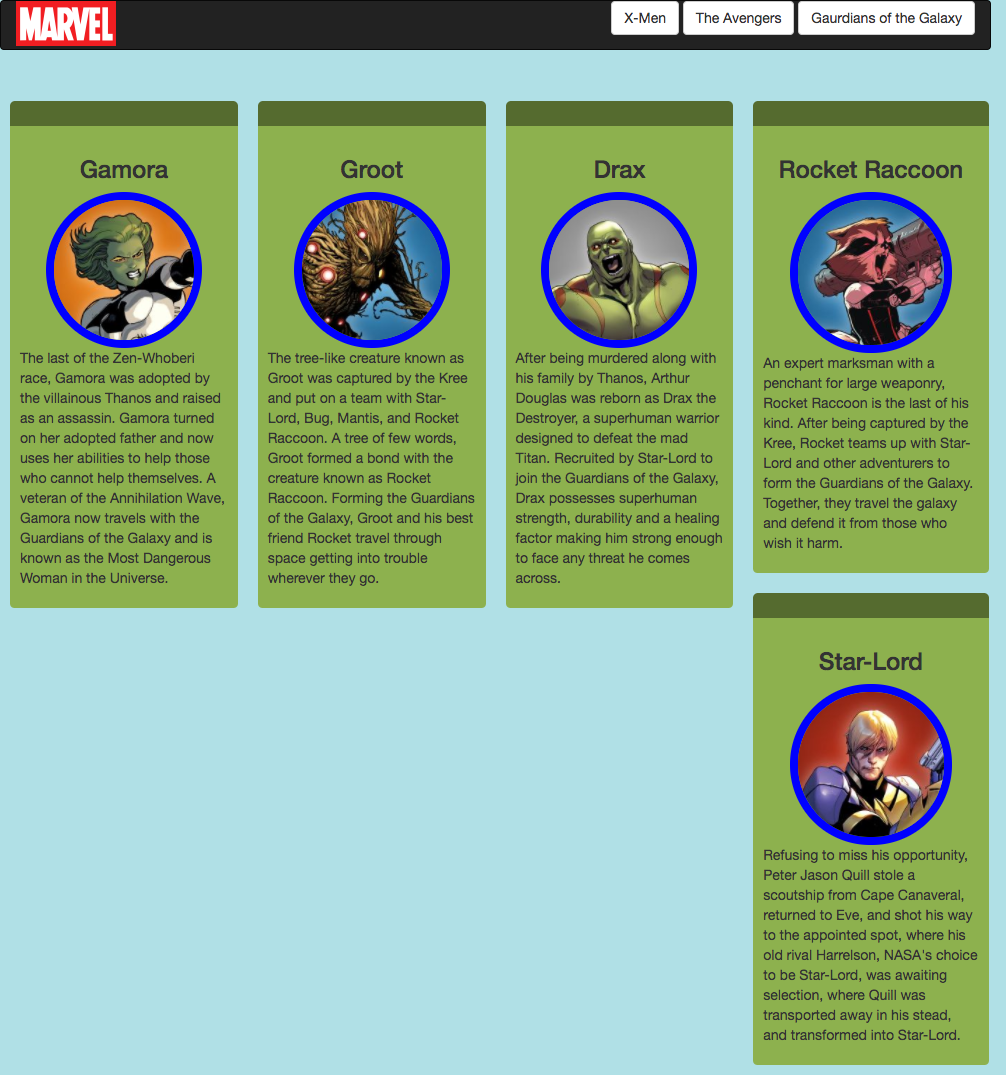 MARVEL
X-Men
The Avengers
Gaurdians of the Galaxy
Gamora
The last of the Zen-Whoberi
race, Gamora was adopted by
the villainous Thanos and raised
as an assassin. Gamora turned
on her adopted father and now
uses her abilities to help those
who cannot help themselves. A
veteran of the Annihilation Wave,
Gamora now travels with the
Guardians of the Galaxy and is
known as the Most Dangerous
Woman in the Universe.
Groot
The tree-like creature known as
Groot was captured by the Kree
and put on a team with Star-
Lord, Bug, Mantis, and Rocket
Raccoon. A tree of few words,
Groot formed a bond with the
creature known as Rocket
Raccoon. Forming the Guardians
of the Galaxy, Groot and his best
friend Rocket travel through
space getting into trouble
wherever they go.
Drax
After being murdered along with
his family by Thanos, Arthur
Douglas was reborn as Drax the
Destroyer, a superhuman warrior
designed to defeat the mad
Titan. Recruited by Star-Lord to
join the Guardians of the Galaxy,
Drax possesses superhuman
strength, durability and a healing
factor making him strong enough
to face any threat he comes
across.
Rocket Raccoon
An expert marksman with a
penchant for large weaponry,
Rocket Raccoon is the last of his
kind. After being captured by the
Kree, Rocket teams up with Star-
Lord and other adventurers to
form the Guardians of the Galaxy.
Together, they travel the galaxy
and defend it from those who
wish it harm.
Star-Lord
Refusing to miss his opportunity,
Peter Jason Quill stole a
scoutship from Cape Canaveral,
returned to Eve, and shot his way
to the appointed spot, where his
old rival Harrelson, NASA's choice
to be Star-Lord, was awaiting
selection, where Quill was
transported away in his stead,
and transformed into Star-Lord.